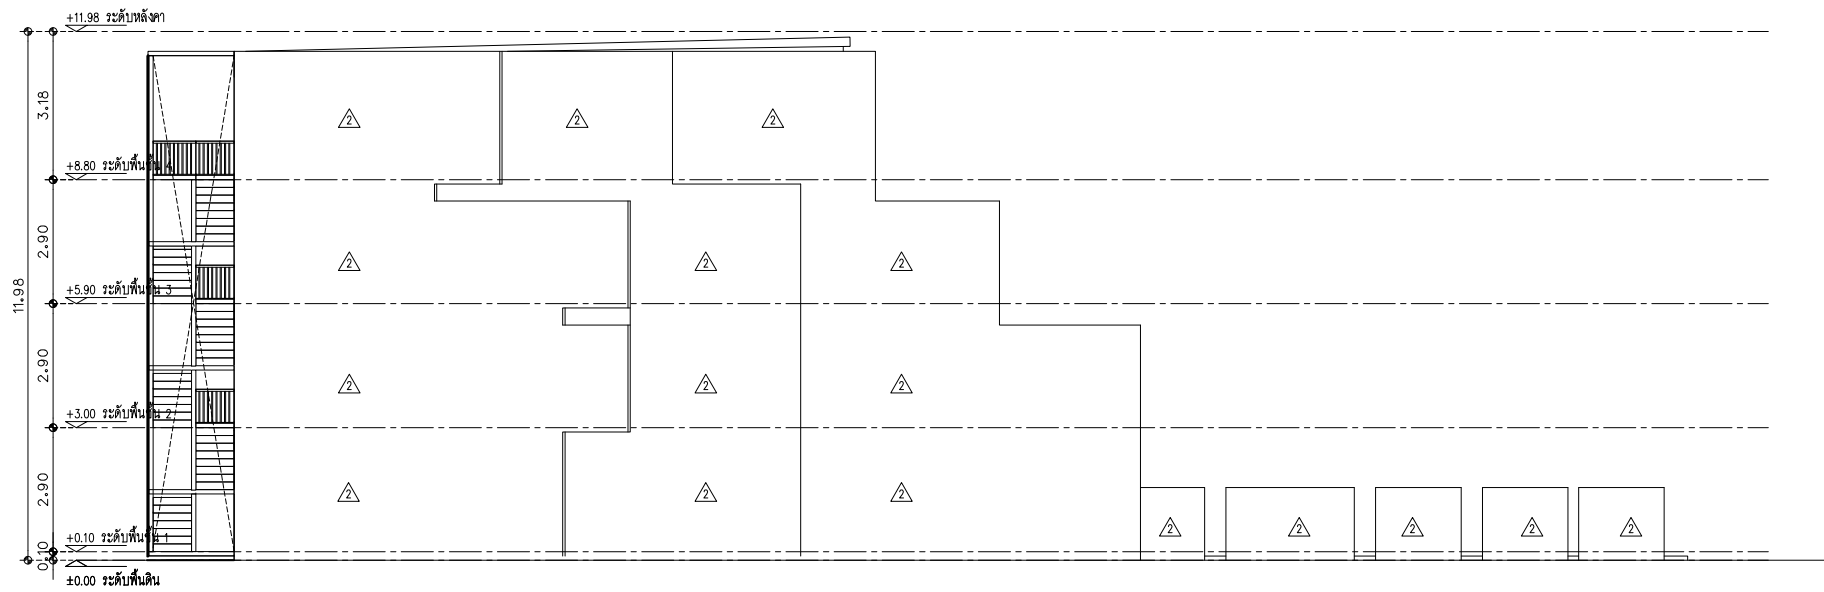 +11.98 ระดับหลังคา
3.18
2 2 2
+8.80 ระดับพื้นชั้น 4
2.90
2 2 2
+5.90 ระดับพื้นชั้น 3
11.98
2.90
2 2 2
+3.00 ระดับพื้นชั้น 2
2.90
2 2 2
2 2 2 2 2
+0.10 ระดับพื้นชั้น 1
0.10
±0.00 ระดับพื้นดิน